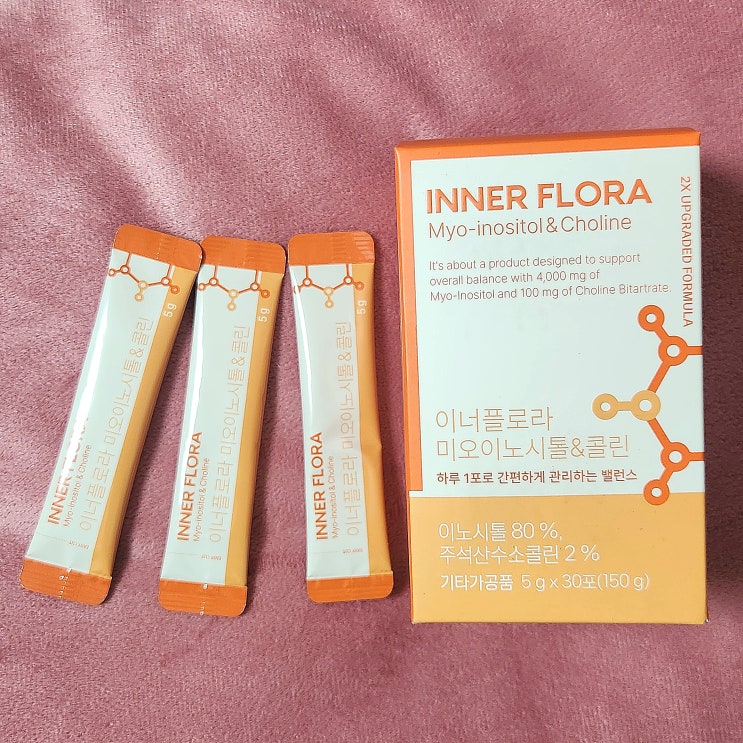 INNER FLORA
Myo-inositol & Choline
It's about a product designed to support
overall balance with 4,000 mg of
Myo-Inositol and 100 mg of Choline Bitartrate.
2X UPGRADED FORMULA
이너플로라
미오이노시톨&콜린
하루 1포로 간편하게 관리하는 밸런스
이노시톨 80 %,
주석산수소콜린 2 %
기타가공품 5 g x 30포(150 g)
5 g
INNER FLORA
Myo-inositol & Choline
이너플로라 미오이노시톨&콜린
5 g
INNER FLORA
Myo-inositol & Choline
이너플로라 미오이노시톨&콜린
5 g
INNER FLORA
Myo-inositol & Choline
이너플로라 미오이노시톨&콜린